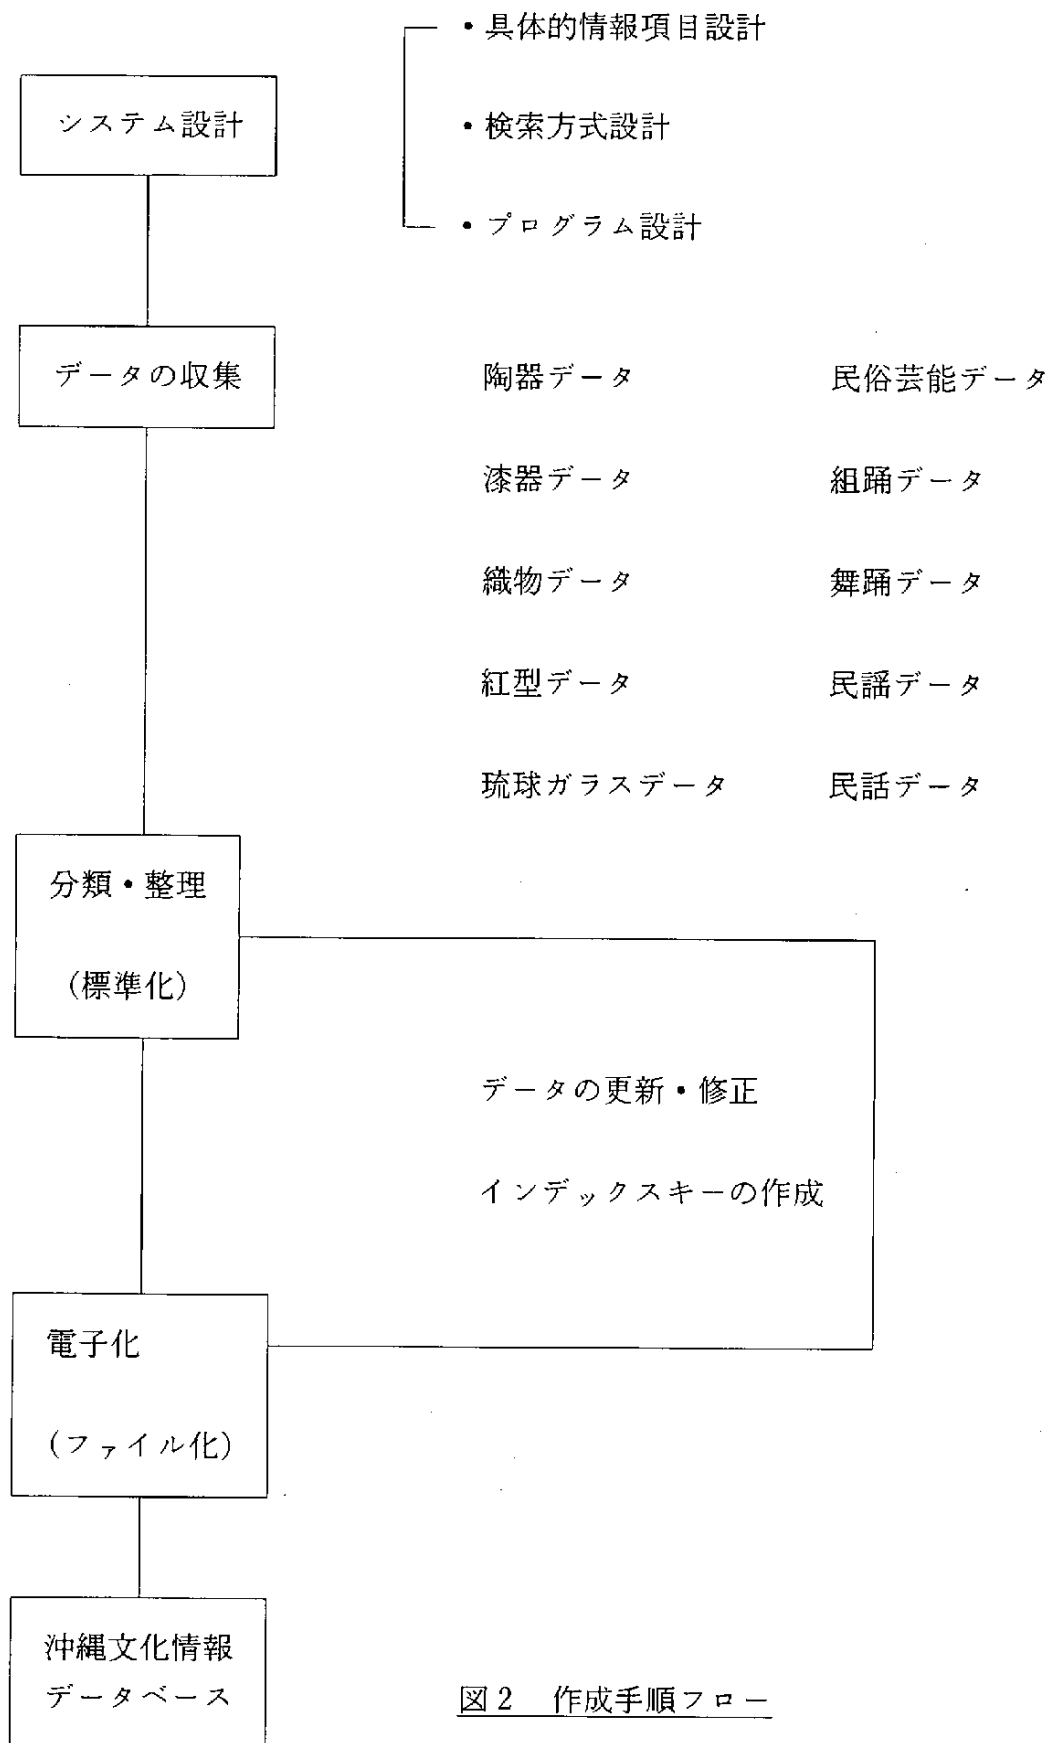 ・具体的情報項目設計
システム設計
・検索方式設計
・プログラム設計
データの収集
陶器データ 民俗芸能データ
漆器データ 組踊データ
織物データ 舞踊データ
紅型データ 民謡データ
琉球ガラスデータ 民話データ
分類・整理
(標準化)
データの更新・修正
インデックスキーの作成
電子化
(ファイル化)
沖縄文化情報
データベース
図2 作成手順フロー